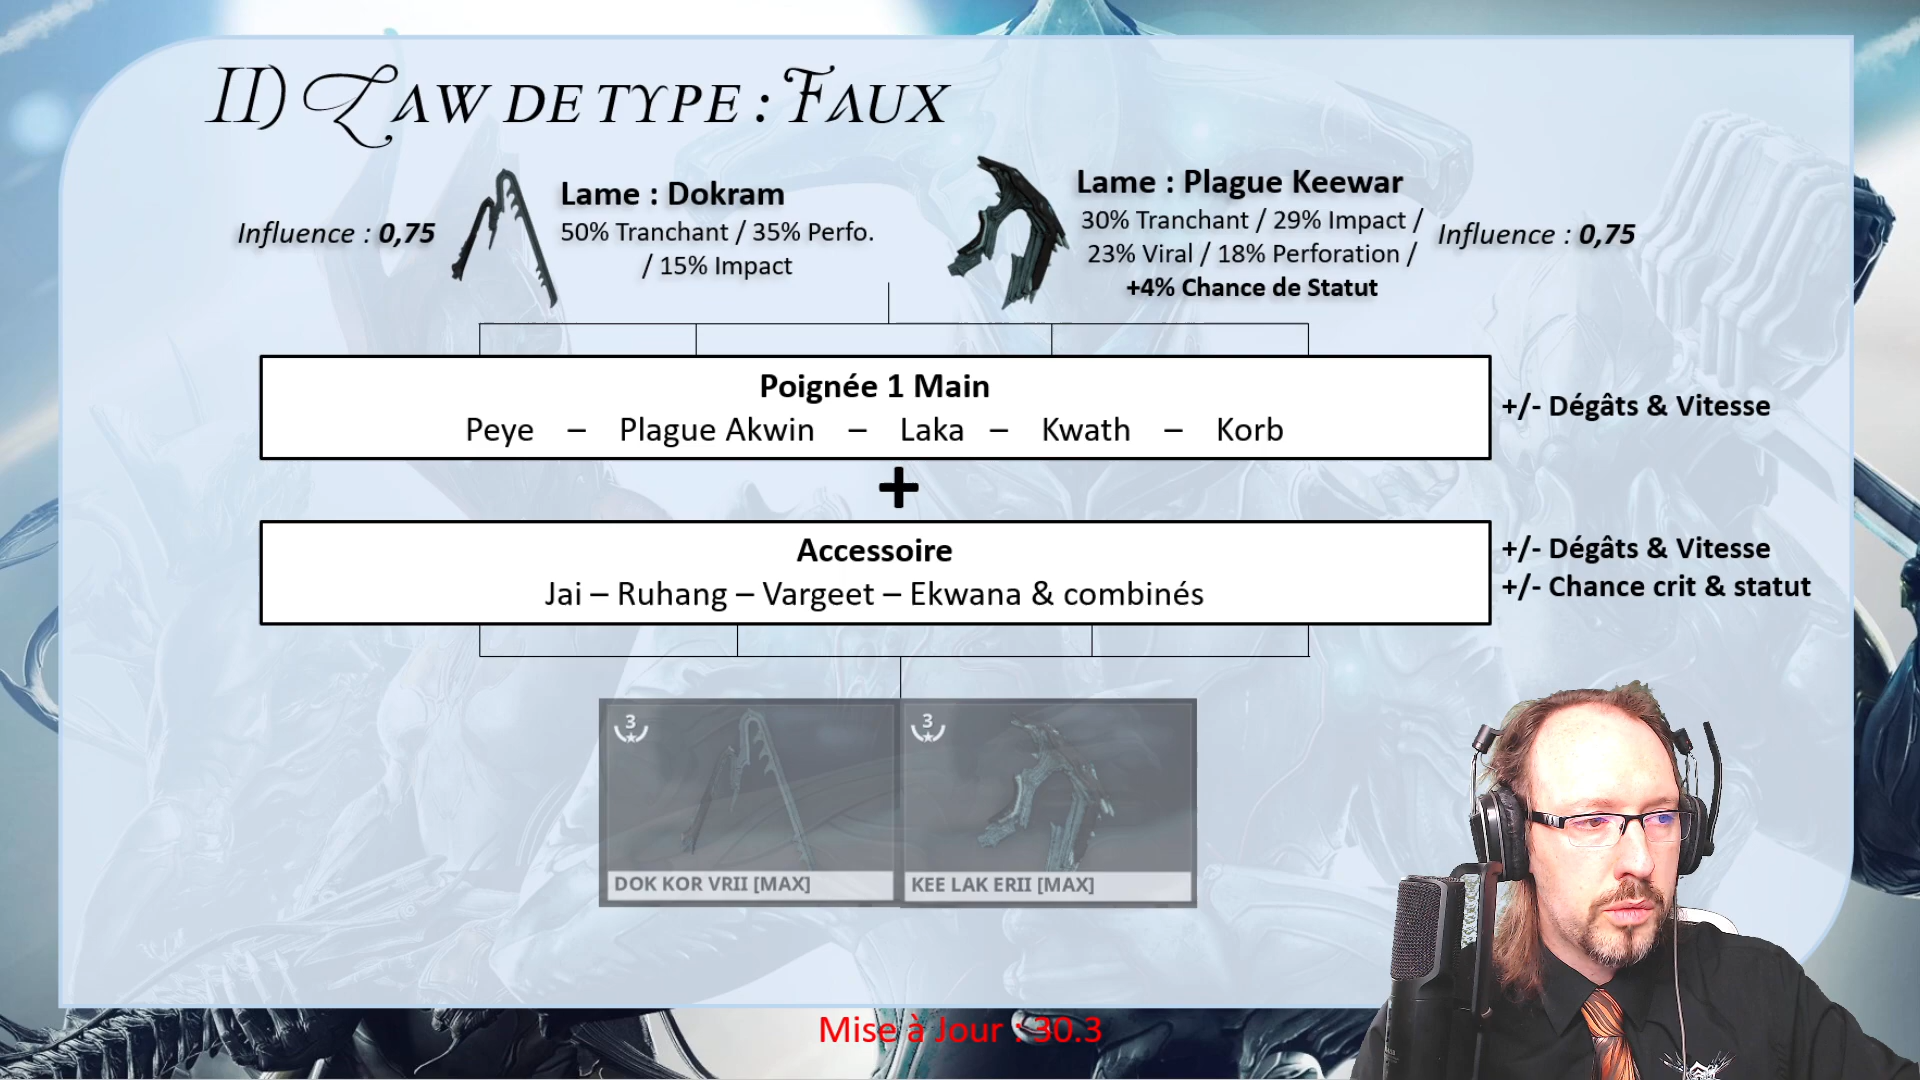 II) Zaw de type : Faux
Influence : 0,75
Lame : Dokram
50% Tranchant / 35% Perfo.
/ 15% Impact
Lame : Plague Keewar
30% Tranchant / 29% Impact /
23% Viral / 18% Perforation /
+4% Chance de Statut
Influence : 0,75
Poignée 1 Main
Peye – Plague Akwin – Laka – Kwath – Korb
+/- Dégâts & Vitesse
+
Accessoire
Jai – Ruhang – Vargeet – Ekwana & combinés
+/- Dégâts & Vitesse
+/- Chance crit & statut
3
DOK KOR VRII [MAX]
3
KEE LAK ERII [MAX]
Mise à Jour : 30.3